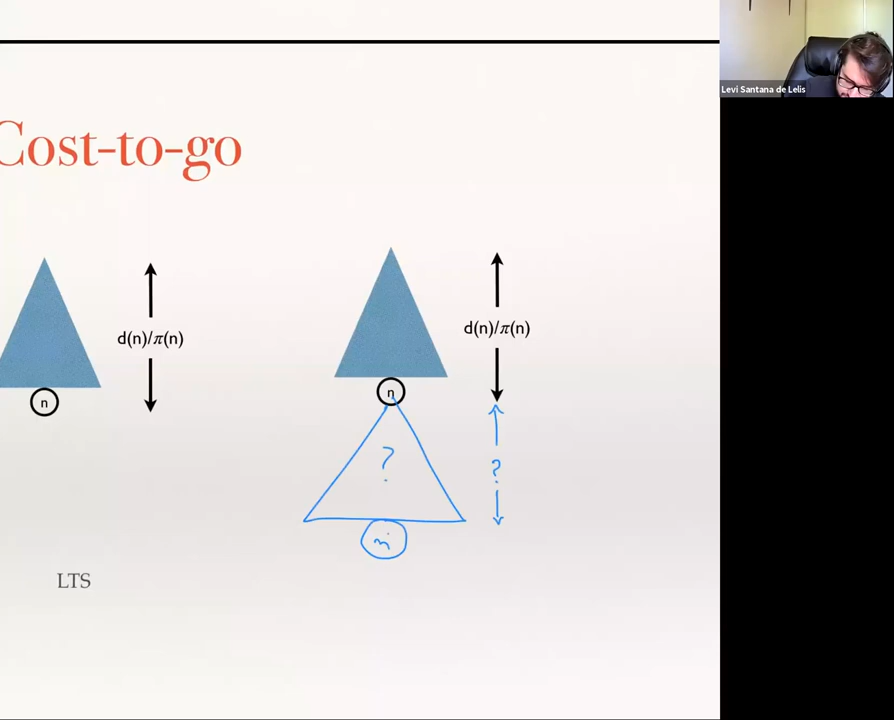 Levi Santana de Lelis
Cost-to-go
d(n)/π(n)
n
d(n)/π(n)
n
?
?
LTS